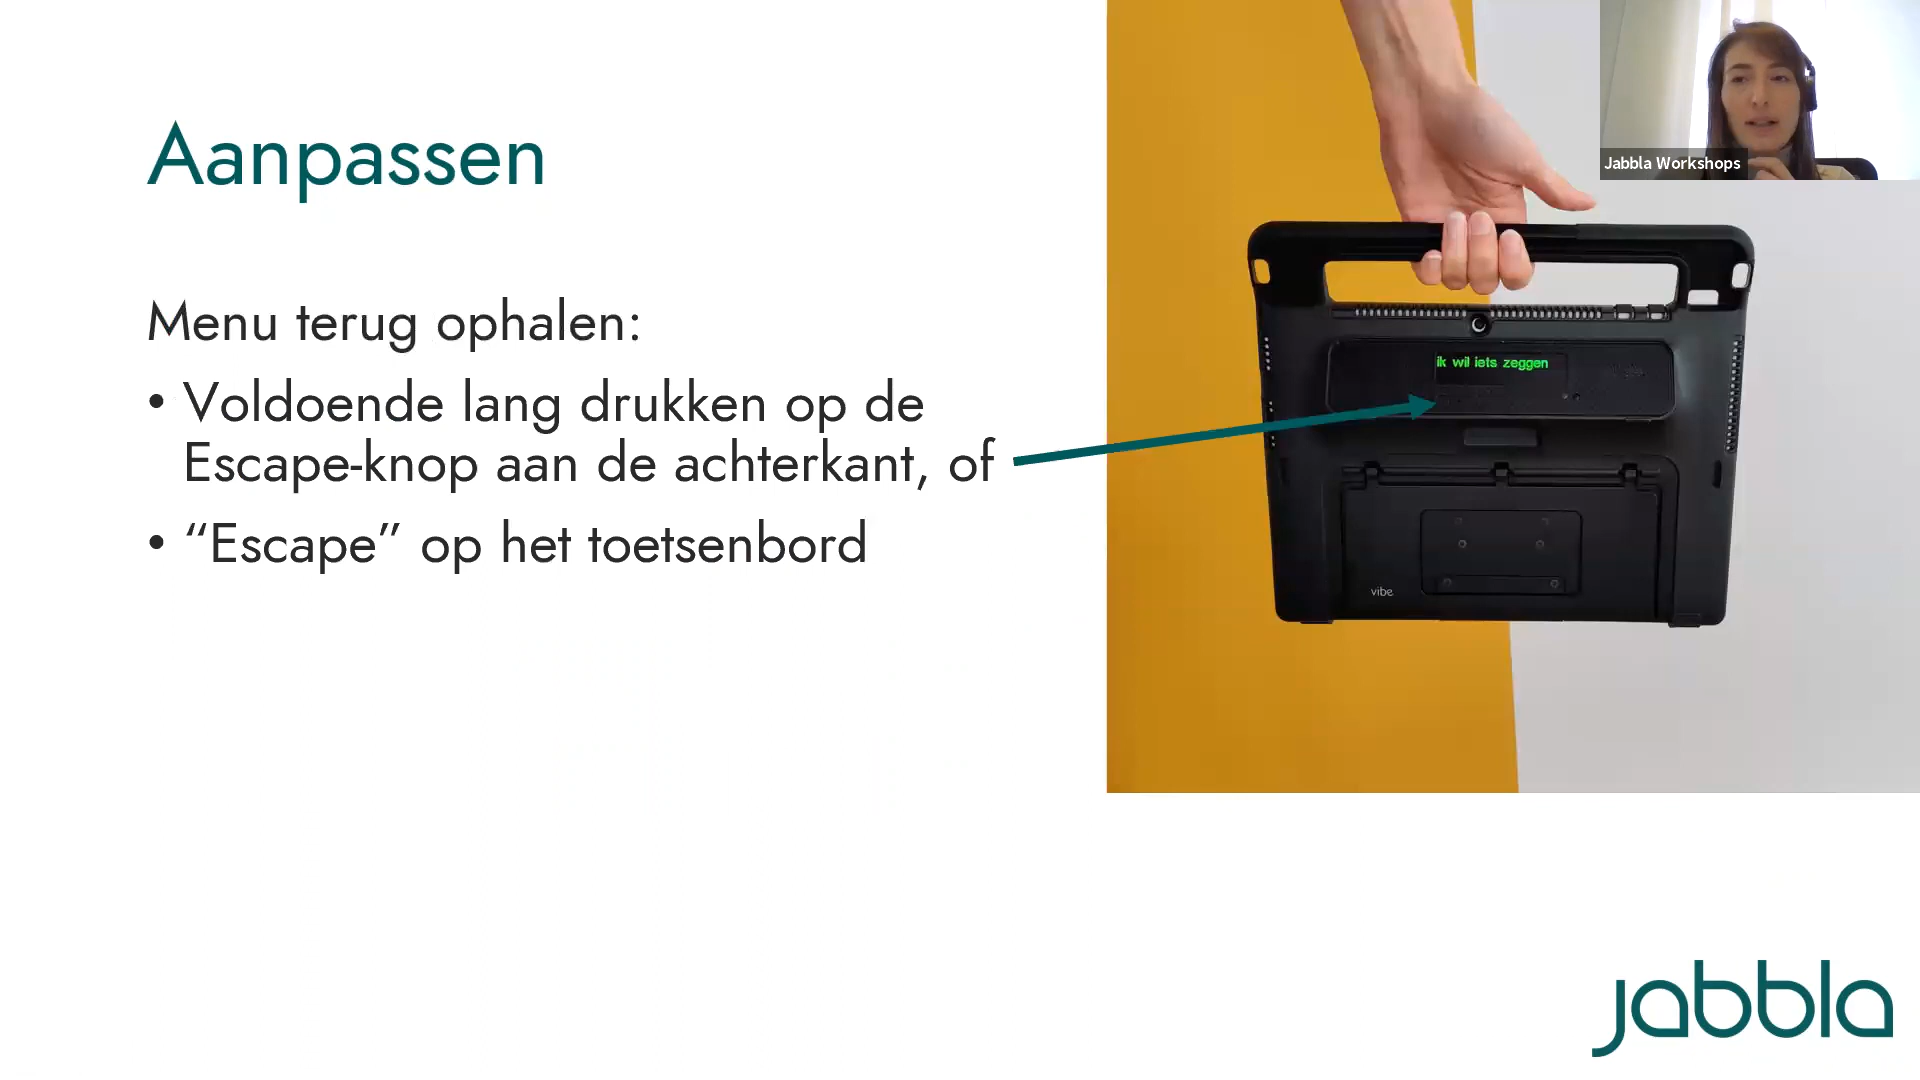 Aanpassen
Menu terug ophalen:
• Voldoende lang drukken op de
Escape-knop aan de achterkant, of
• “Escape” op het toetsenbord
Jabbla Workshops
ik wil iets zeggen
vibe
jabbla